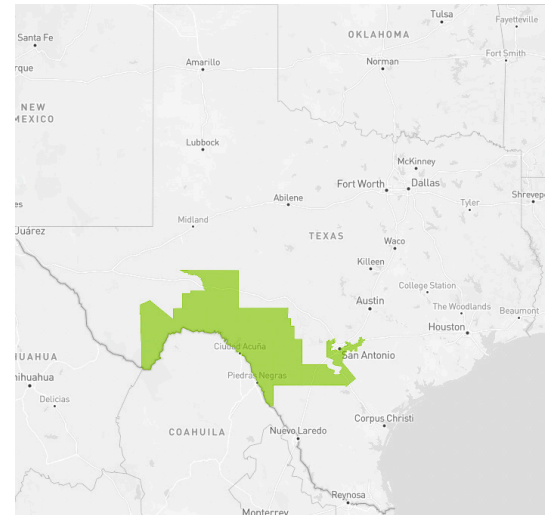 Tulsa
Fayetteville
Santa Fe
OKLAHOMA
Fort Smith
rque
Amarillo
Norman
NEW
MEXICO
Lubbock
McKinney
Fort Worth
Dallas
Abilene
Shrevep
es
Tyler
Midland
Juárez
TEXAS
Waco
Killeen
College Station
Austin
The Woodlands
Beaumont
Houston
Ciudad Acuña
San Antonio
HUAHUA
Piedras Negras
hihuahua
Delicias
Corpus Christi
COAHUILA
Nuevo Laredo
Reynosa
Monterrey